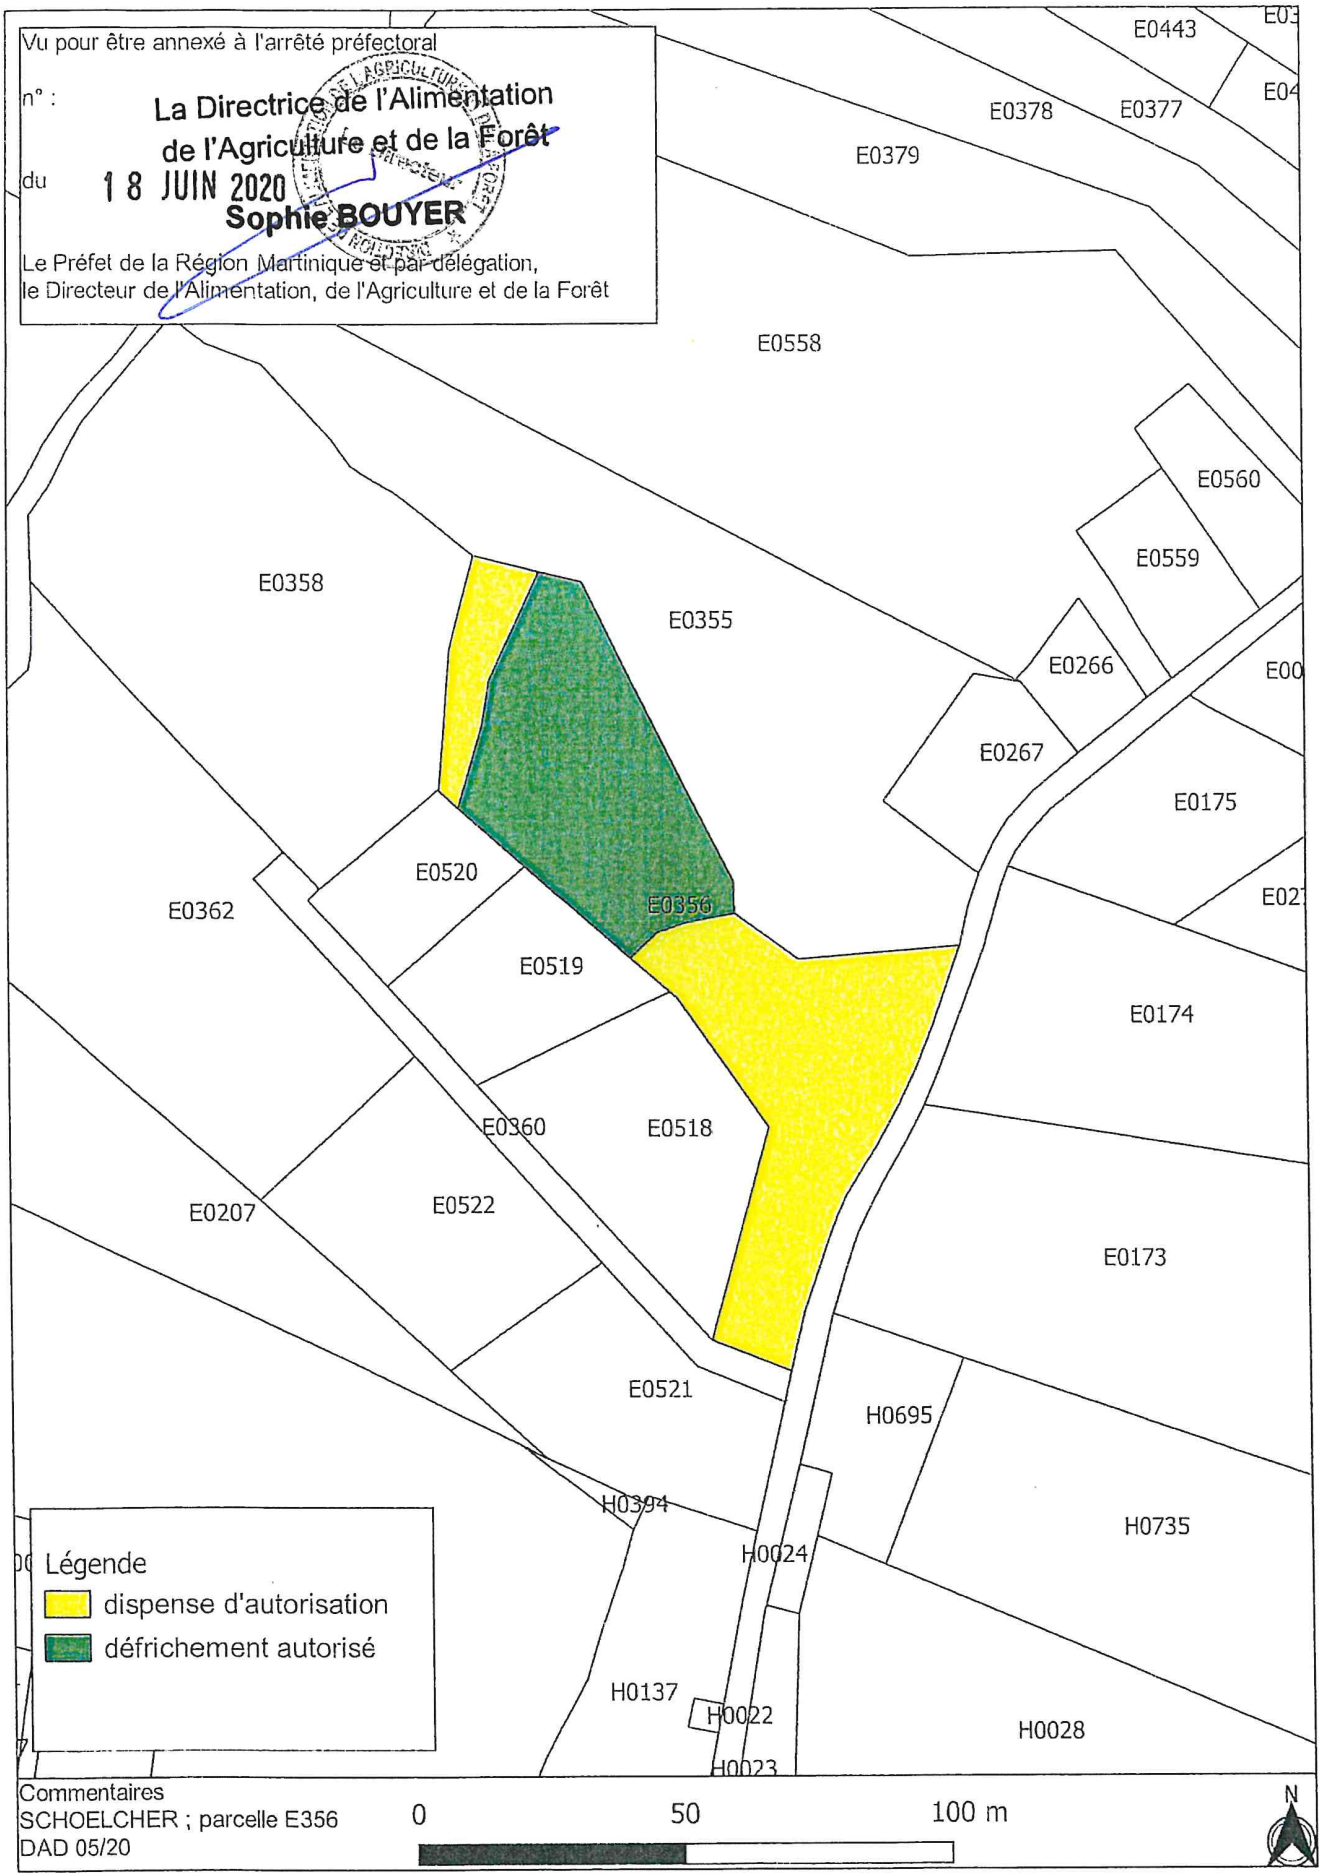 Vu pour être annexé à l'arrêté préfectoral
n° :
La Directrice de l'Alimentation
de l'Agriculture et de la Forêt
du 18 JUIN 2020
Sophie BOUYER
Le Préfet de la Région Martinique et par délégation,
le Directeur de l'Alimentation, de l'Agriculture et de la Forêt
E0443
E0378
E0377
E0379
E0558
E0560
E0559
E0358
E0355
E0266
E0267
E0175
E0520
E0362
E0356
E0519
E0174
E0360
E0518
E0522
E0207
E0173
E0521
H0695
H0394
H0735
H0024
H0137
H0022
H0028
H0023
Légende
dispense d'autorisation
défrichement autorisé
Commentaires
SCHOELCHER ; parcelle E356
DAD 05/20
0 50 100 m
N